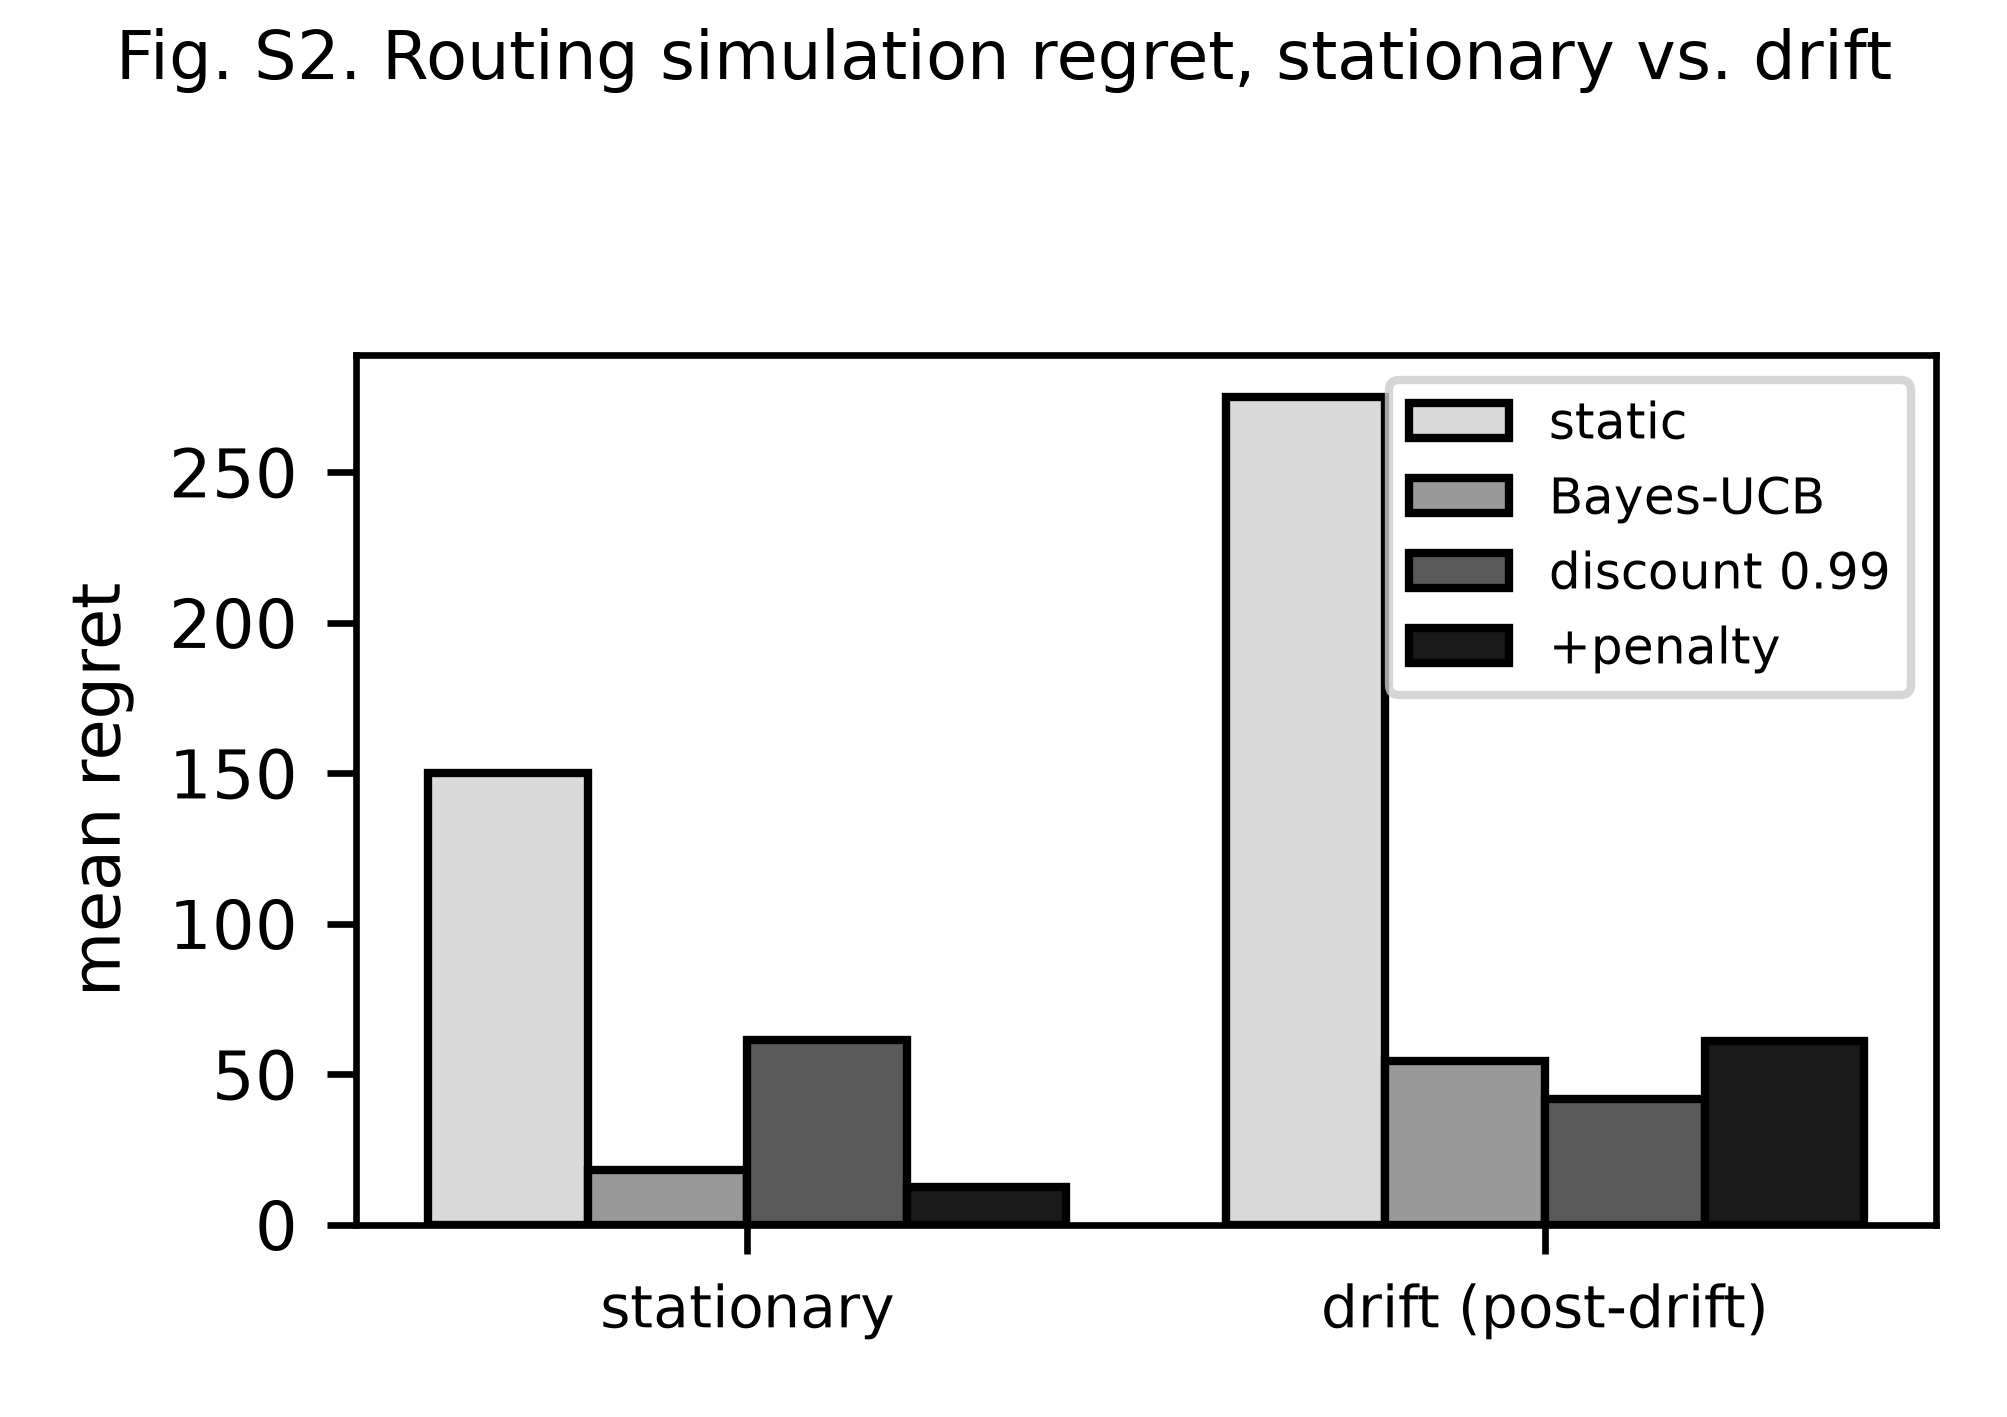 Fig. S2. Routing simulation regret, stationary vs. drift
static
Bayes-UCB
discount 0.99
+penalty
mean regret
250
200
150
100
50
0
stationary
drift (post-drift)